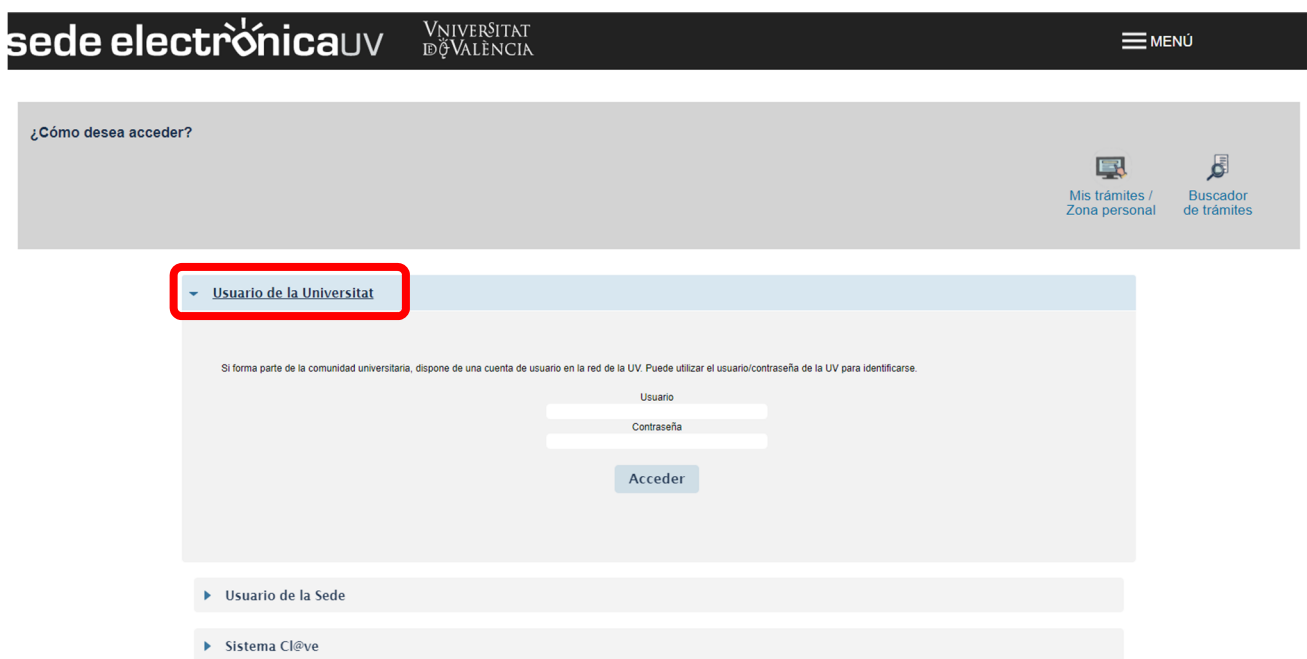 sede electrònicauv
VNIVERSITAT
DE VALÈNCIA
MENÚ
¿Cómo desea acceder?
Mis trámites /
Zona personal
Buscador
de trámites
Usuario de la Universitat
Si forma parte de la comunidad universitaria, dispone de una cuenta de usuario en la red de la UV. Puede utilizar el usuario/contraseña de la UV para identificarse.
Usuario
Contraseña
Acceder
Usuario de la Sede
Sistema Cl@ve